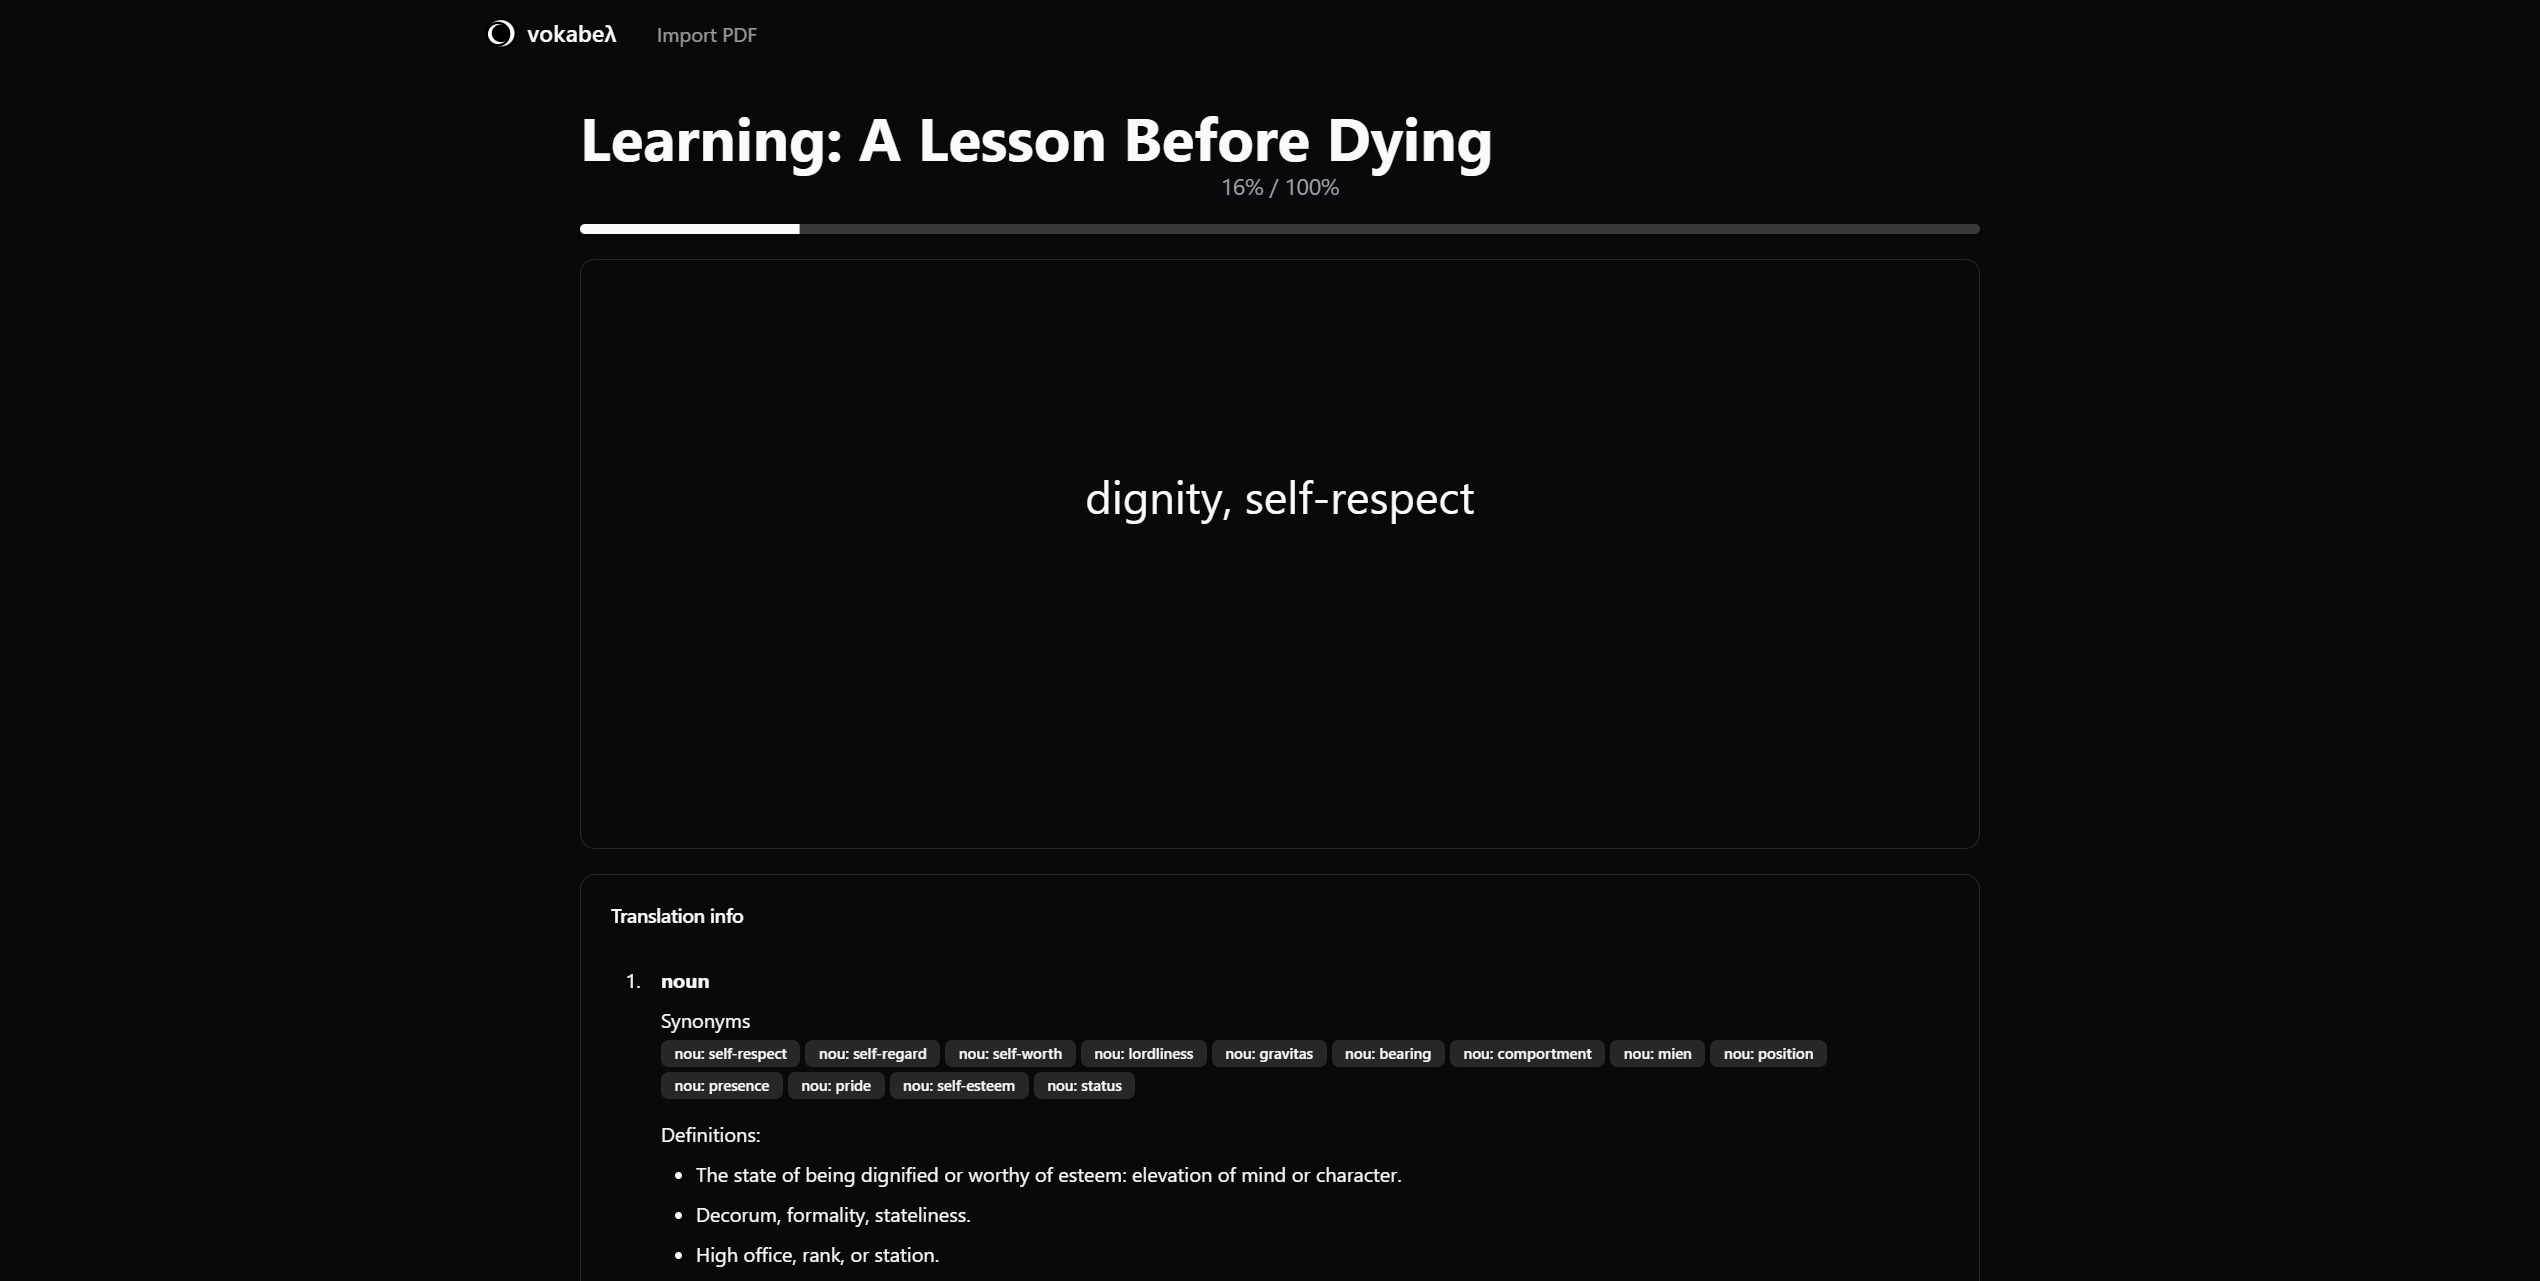 vokabeλ Import PDF
Learning: A Lesson Before Dying
16% / 100%
dignity, self-respect
Translation info
1. noun
Synonyms
nou: self-respect nou: self-regard nou: self-worth nou: lordliness nou: gravitas nou: bearing nou: comportment nou: mien nou: position
nou: presence nou: pride nou: self-esteem nou: status
Definitions:
• The state of being dignified or worthy of esteem: elevation of mind or character.
• Decorum, formality, stateliness.
• High office, rank, or station.